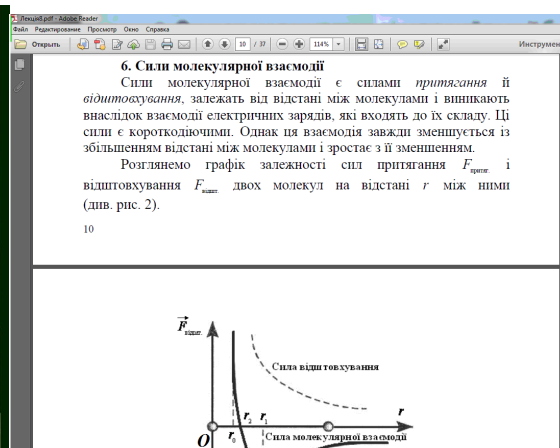 Лекція8.pdf - Adobe Reader
Файл Редактирование Просмотр Окно Справка
Открыть 10 / 37 114% Инструмен
6. Сили молекулярної взаємодії
Сили молекулярної взаємодії є силами притягання й
відштовхування, залежать від відстані між молекулами і виникають
внаслідок взаємодії електричних зарядів, які входять до їх складу. Ці
сили є короткодіючими. Однак ця взаємодія завжди зменшується із
збільшенням відстані між молекулами і зростає з її зменшенням.
Розглянемо графік залежності сил притягання Fпритяг. і
відштовхування Fвідшт. двох молекул на відстані r між ними
(див. рис. 2).
10
Fвідшт.
Сила відштовхування
r2 r1 r
O r0 Сила молекулярної взаємодії